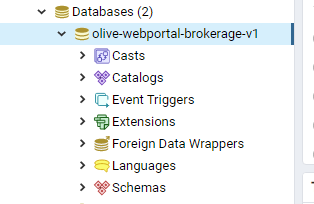 Databases (2)
olive-webportal-brokerage-v1
Casts
Catalogs
Event Triggers
Extensions
Foreign Data Wrappers
Languages
Schemas